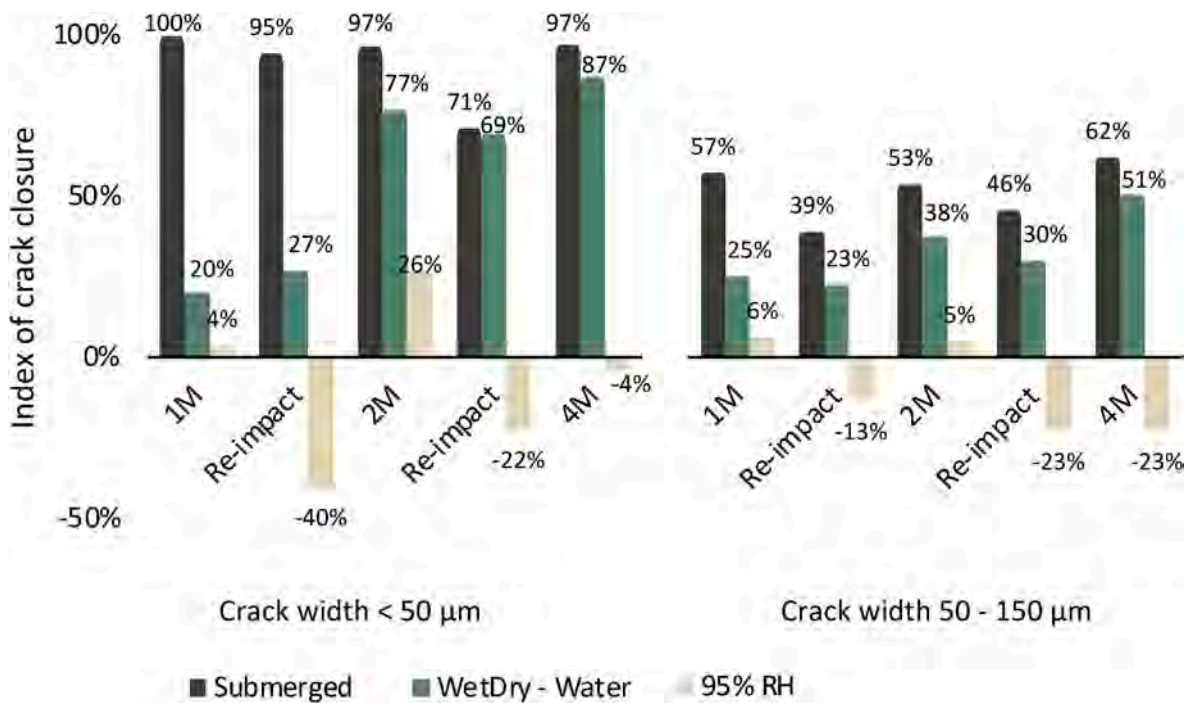 Index of crack closure
100%
50%
0%
-50%
100% 95% 97% 71% 97%
20% 27% 77% 69% 87%
4% -40% 26% -22% -4%
1M Re-impact 2M Re-impact 4M
57% 39% 53% 46% 62%
25% 23% 38% 30% 51%
6% -13% 5% -23% -23%
1M Re-impact 2M Re-impact 4M
Crack width < 50 µm
Crack width 50 - 150 µm
Submerged WetDry - Water 95% RH